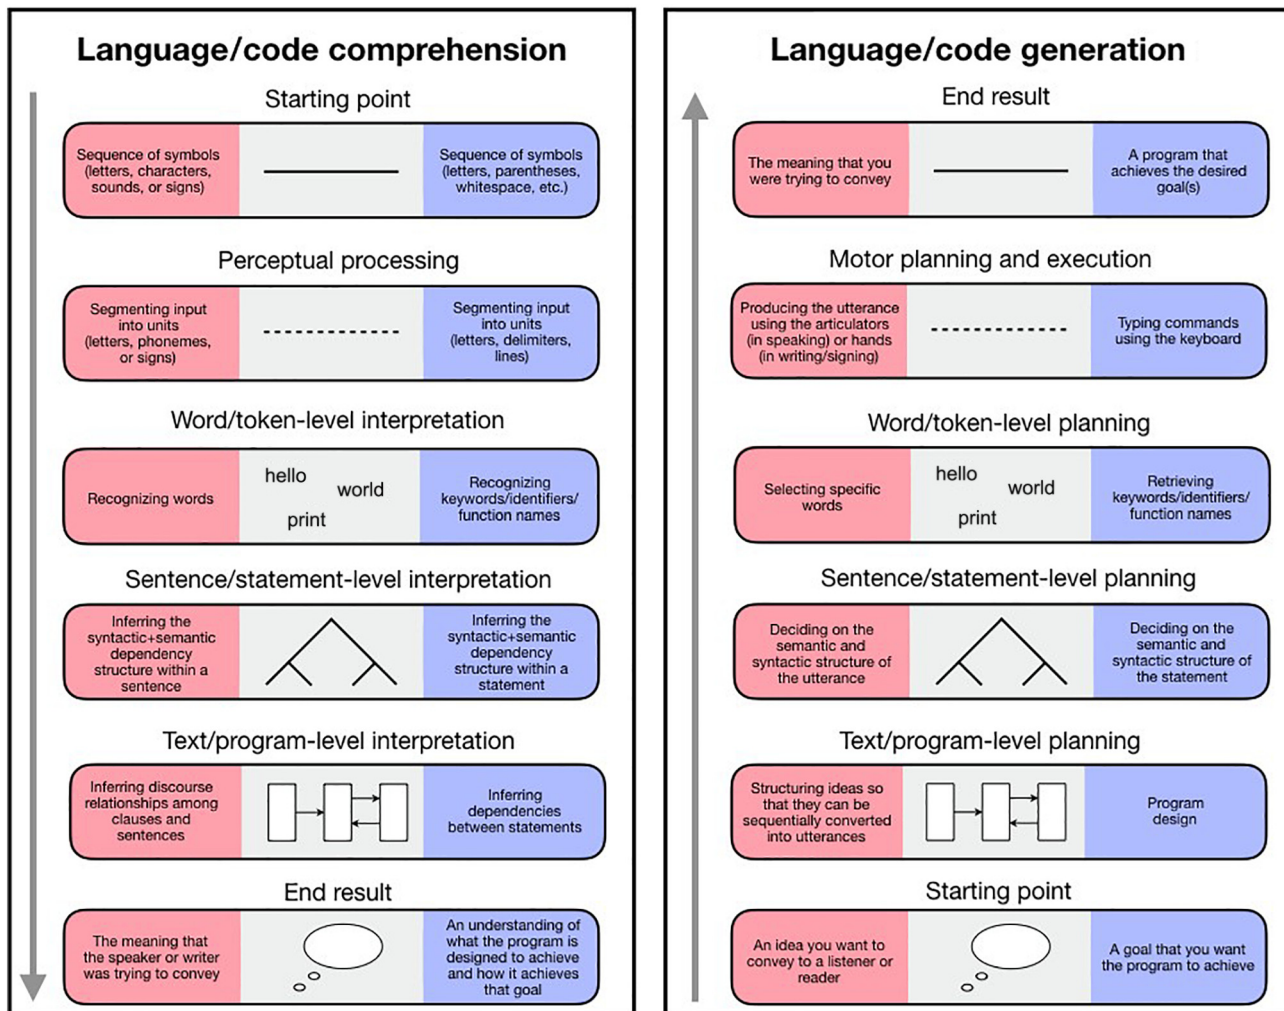 Language/code comprehension
Starting point
Sequence of symbols
(letters, characters,
sounds, or signs)
Sequence of symbols
(letters, parentheses,
whitespace, etc.)
Perceptual processing
Segmenting input
into units
(letters, phonemes,
or signs)
Segmenting input
into units
(letters, delimiters,
lines)
Word/token-level interpretation
Recognizing words
hello
world
print
Recognizing
keywords/identifiers/
function names
Sentence/statement-level interpretation
Inferring the
syntactic+semantic
dependency
structure within a
sentence
Inferring the
syntactic+semantic
dependency
structure within a
statement
Text/program-level interpretation
Inferring discourse
relationships among
clauses and
sentences
Inferring
dependencies
between statements
End result
The meaning that
the speaker or writer
was trying to convey
An understanding of
what the program is
designed to achieve
and how it achieves
that goal
Language/code generation
End result
The meaning that you
were trying to convey
A program that
achieves the desired
goal(s)
Motor planning and execution
Producing the utterance
using the articulators
(in speaking) or hands
(in writing/signing)
Typing commands
using the keyboard
Word/token-level planning
Selecting specific
words
hello
world
print
Retrieving
keywords/identifiers/
function names
Sentence/statement-level planning
Deciding on the
semantic and
syntactic structure of
the utterance
Deciding on the
semantic and
syntactic structure of
the statement
Text/program-level planning
Structuring ideas so
that they can be
sequentially converted
into utterances
Program
design
Starting point
An idea you want to
convey to a listener or
reader
A goal that you want
the program to achieve